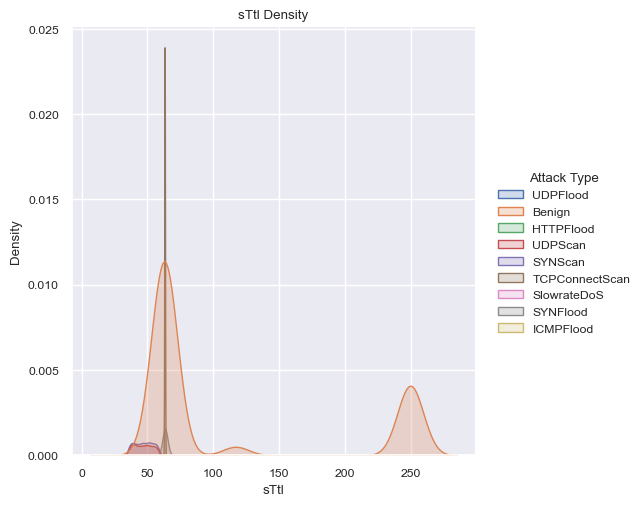 sTtl Density
0.025
0.020
0.015
0.010
0.005
0.000
Density
0
50
100
150
200
250
sTtl
Attack Type
UDPFlood
Benign
HTTPFlood
UDPScan
SYNScan
TCPConnectScan
SlowrateDoS
SYNFlood
ICMPFlood